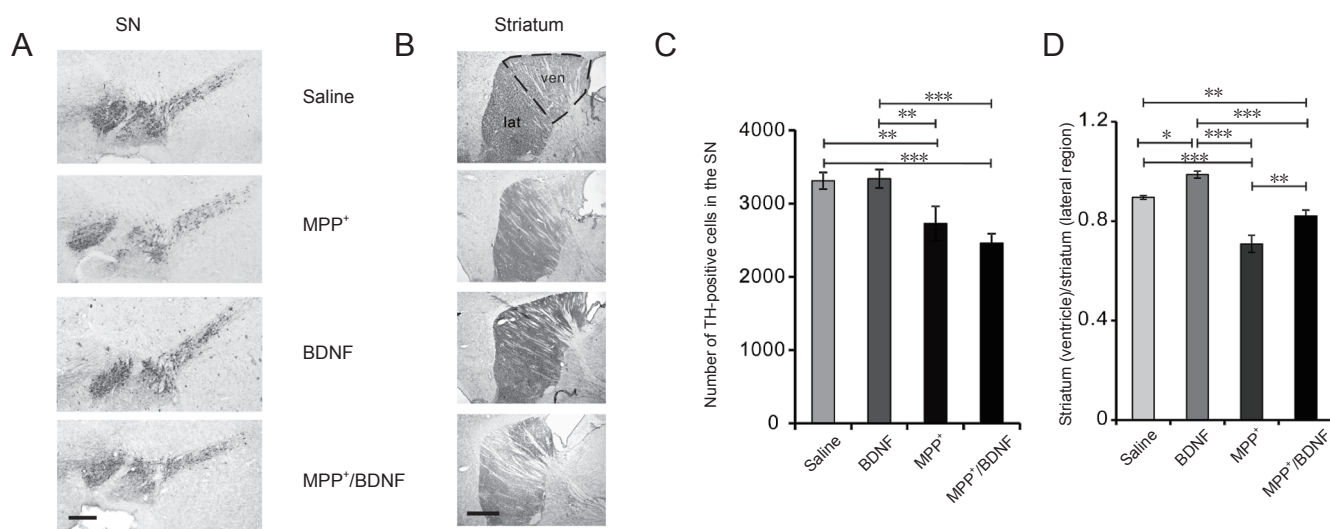 A
SN
Saline
MPP⁺
BDNF
MPP⁺/BDNF
B
Striatum
ven
lat
C
Number of TH-positive cells in the SN
4000
3000
2000
1000
0
***
**
**
***
Saline
BDNF
MPP⁺
MPP⁺/BDNF
D
Striatum (ventricle)/striatum (lateral region)
1.2
0.8
0.4
0
**
***
* ***
***
**
Saline
BDNF
MPP⁺
MPP⁺/BDNF